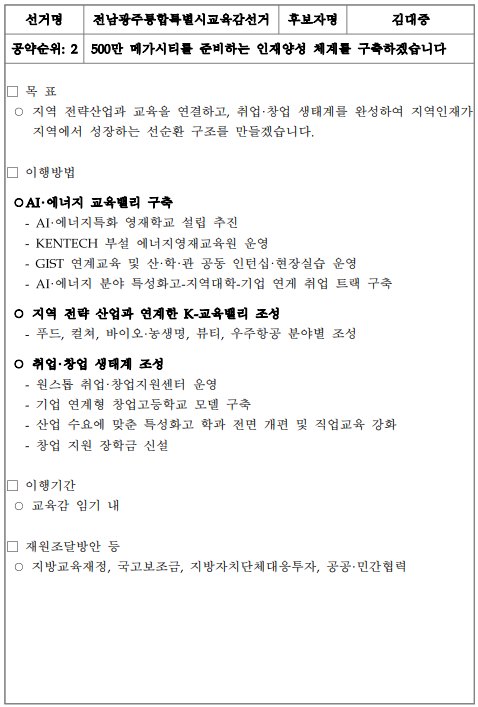 선거명 전남광주통합특별시교육감선거 후보자명 김대중
공약순위: 2 500만 메가시티를 준비하는 인재양성 체계를 구축하겠습니다
□ 목 표
○ 지역 전략산업과 교육을 연결하고, 취업·창업 생태계를 완성하여 지역인재가
지역에서 성장하는 선순환 구조를 만들겠습니다.
□ 이행방법
○AI·에너지 교육밸리 구축
- AI·에너지특화 영재학교 설립 추진
- KENTECH 부설 에너지영재교육원 운영
- GIST 연계교육 및 산·학·관 공동 인턴십·현장실습 운영
- AI·에너지 분야 특성화고-지역대학-기업 연계 취업 트랙 구축
○ 지역 전략 산업과 연계한 K-교육밸리 조성
- 푸드, 컬처, 바이오·농생명, 뷰티, 우주항공 분야별 조성
○ 취업·창업 생태계 조성
- 원스톱 취업·창업지원센터 운영
- 기업 연계형 창업고등학교 모델 구축
- 산업 수요에 맞춘 특성화고 학과 전면 개편 및 직업교육 강화
- 창업 지원 장학금 신설
□ 이행기간
○ 교육감 임기 내
□ 재원조달방안 등
○ 지방교육재정, 국고보조금, 지방자치단체대응투자, 공공·민간협력